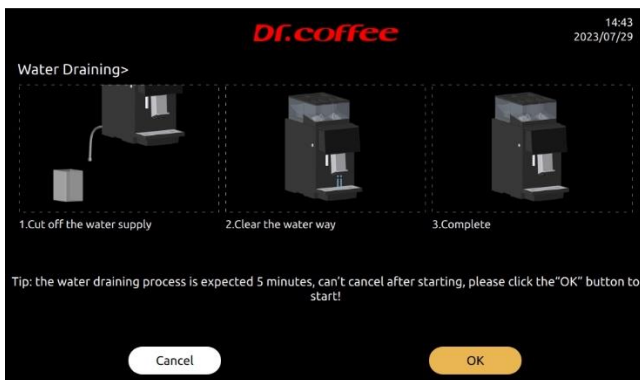 Dr.coffee
14:43
2023/07/29
Water Draining>
1.Cut off the water supply
2.Clear the water way
3.Complete
Tip: the water draining process is expected 5 minutes, can't cancel after starting, please click the"OK" button to
start!
Cancel
OK